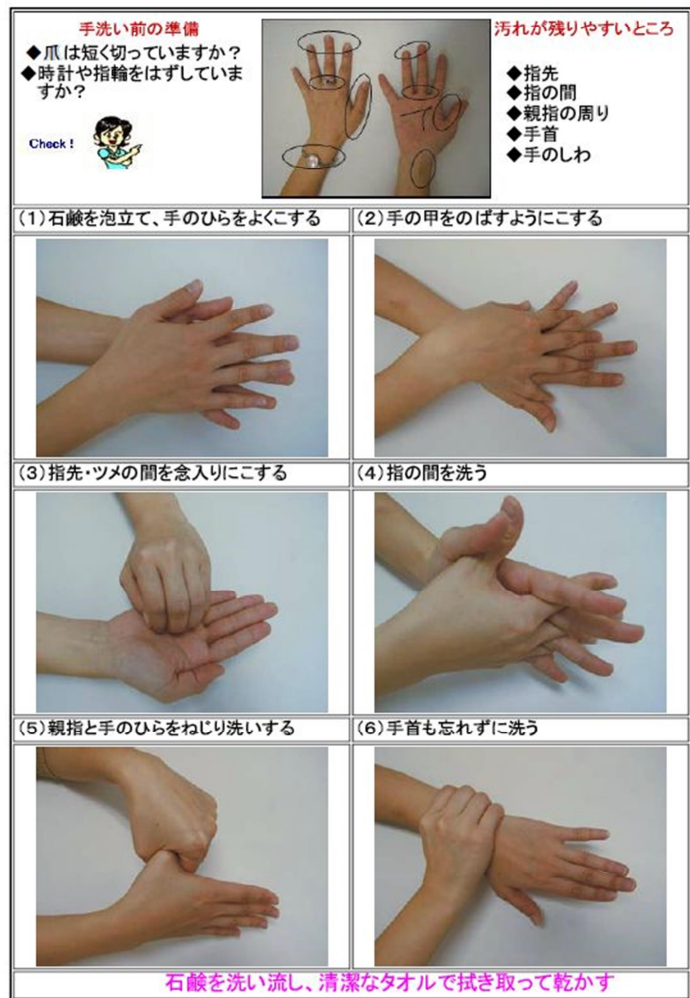 手洗い前の準備
◆爪は短く切っていますか？
◆時計や指輪をはずしていま
すか？
Check！
汚れが残りやすいところ
◆指先
◆指の間
◆親指の周り
◆手首
◆手のしわ
（１）石鹸を泡立て、手のひらをよくこする
（２）手の甲をのばすようにこする
（３）指先・ツメの間を念入りにこする
（４）指の間を洗う
（５）親指と手のひらをねじり洗いする
（６）手首も忘れずに洗う
石鹸を洗い流し、清潔なタオルで拭き取って乾かす